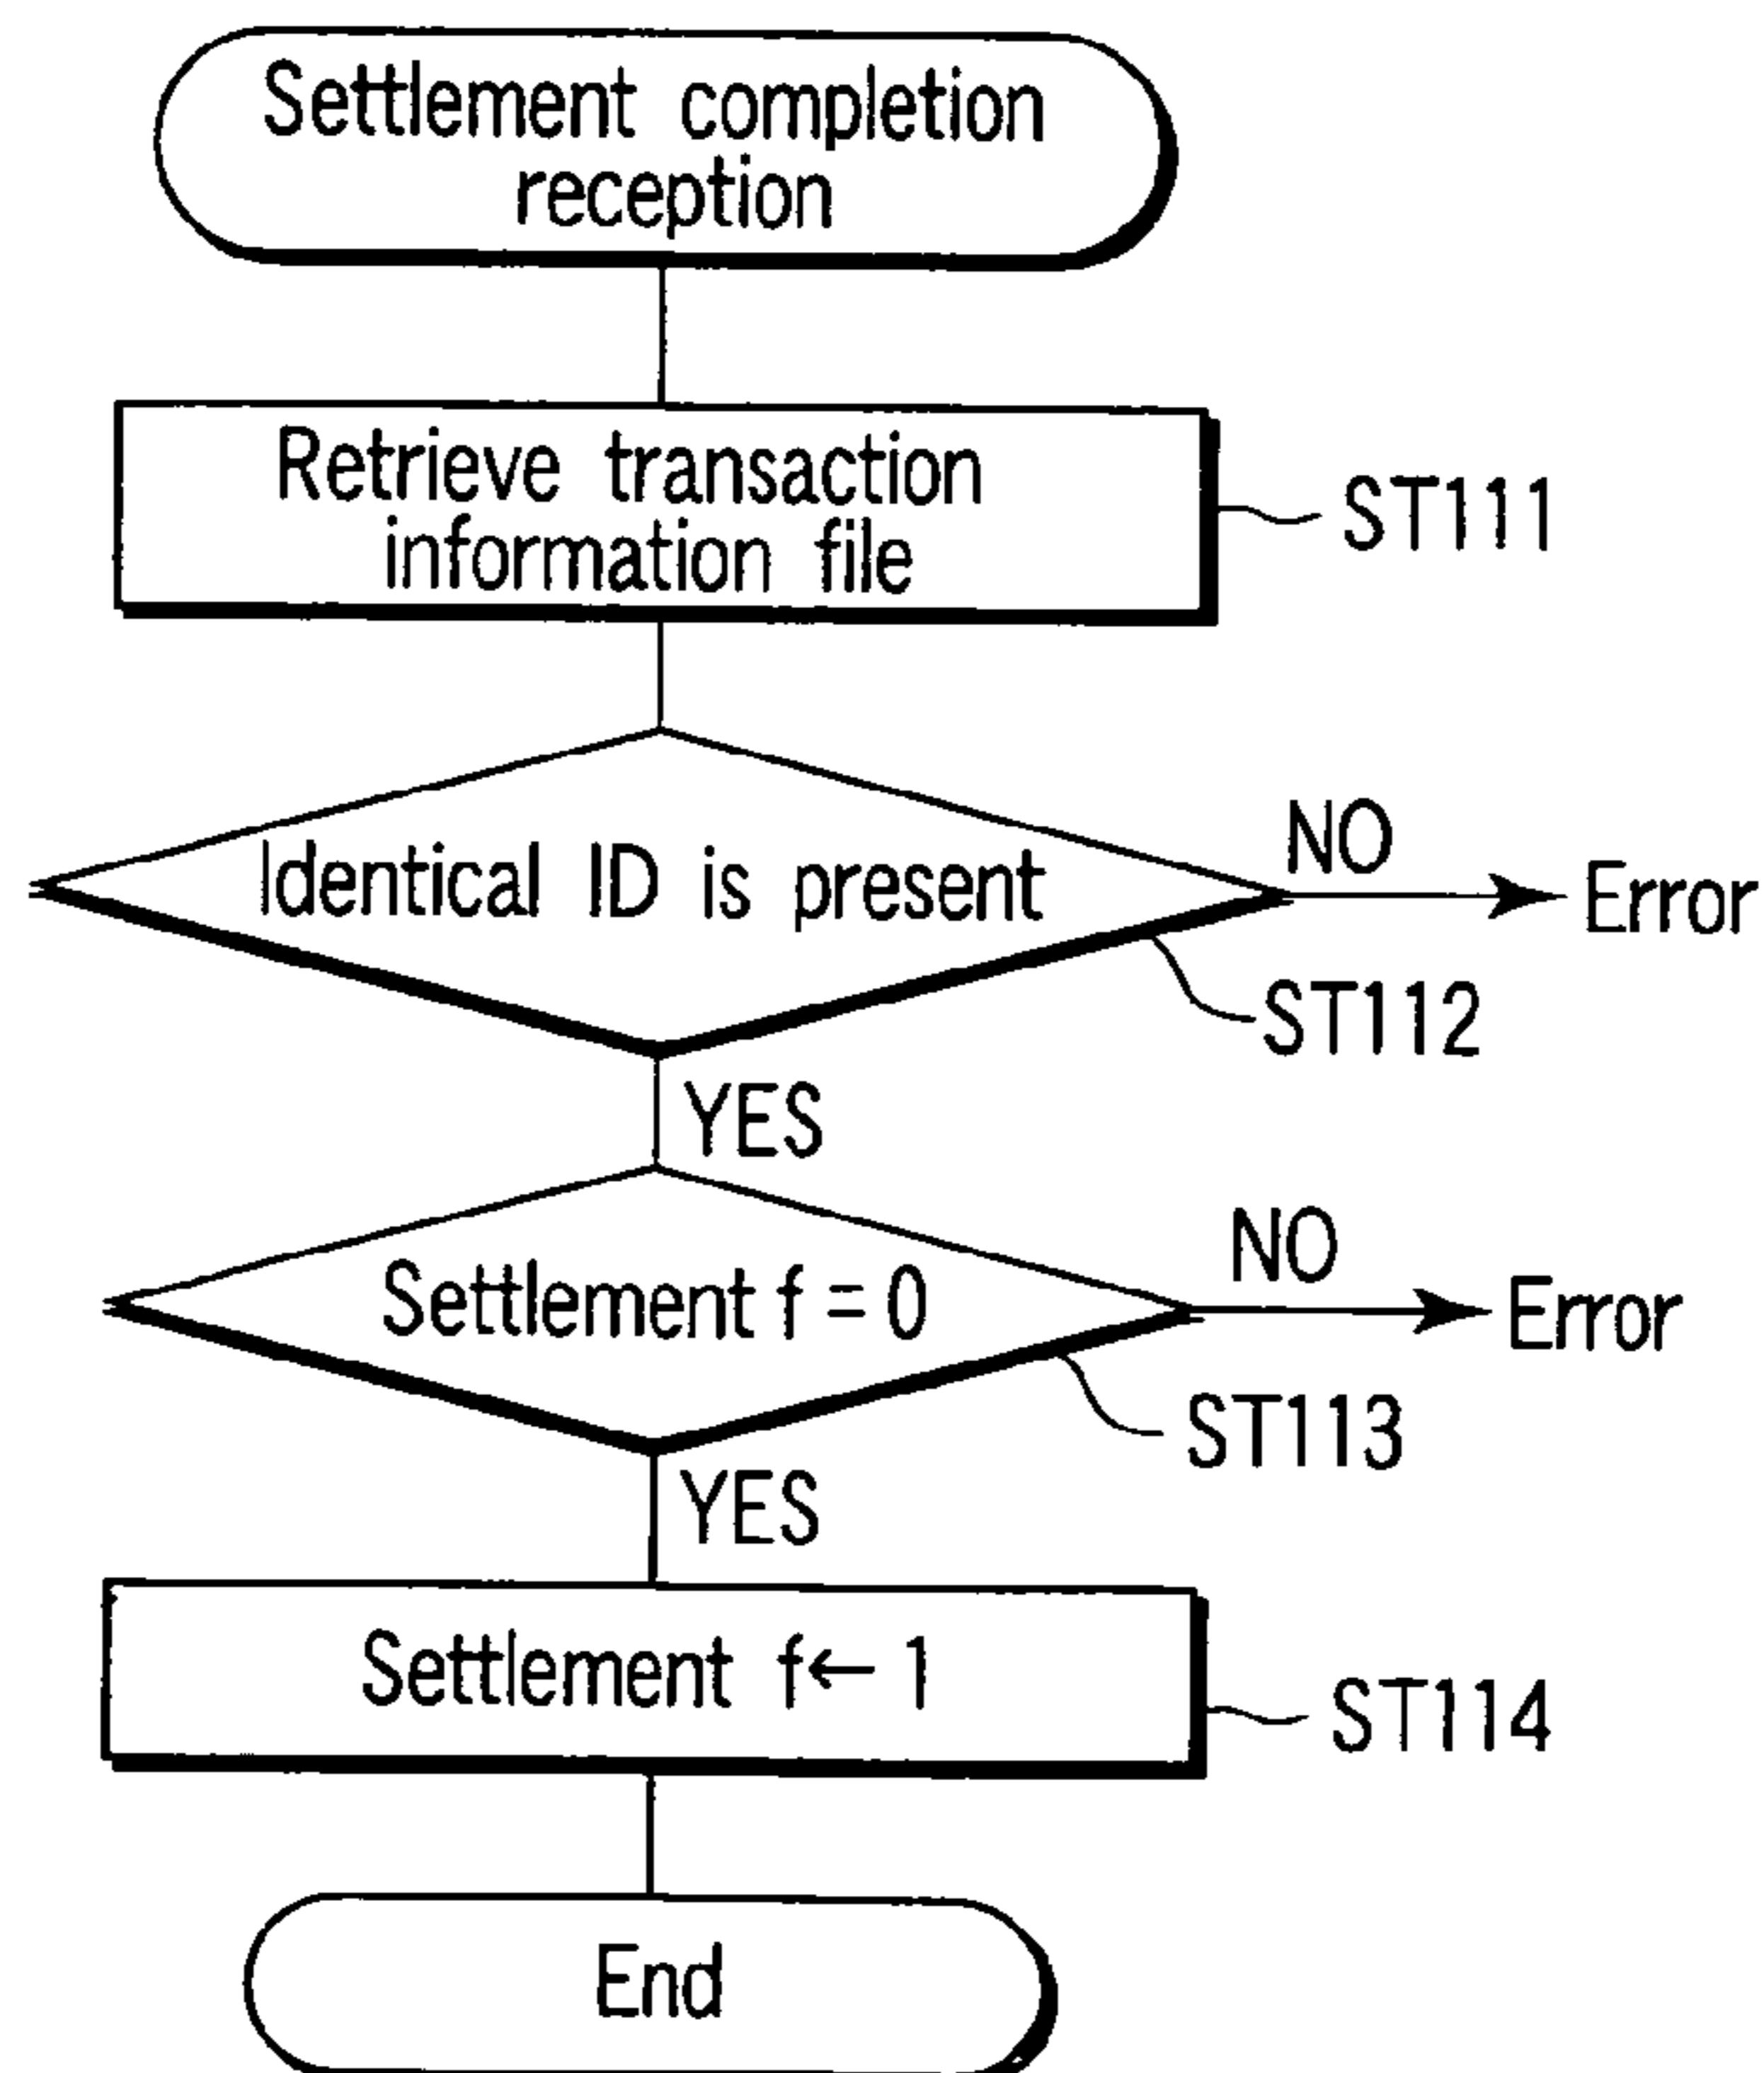 Settlement completion
reception
Retrieve transaction
information file
ST111
Identical ID is present
NO
Error
ST112
YES
Settlement f = 0
NO
Error
ST113
YES
Settlement f ← 1
ST114
End